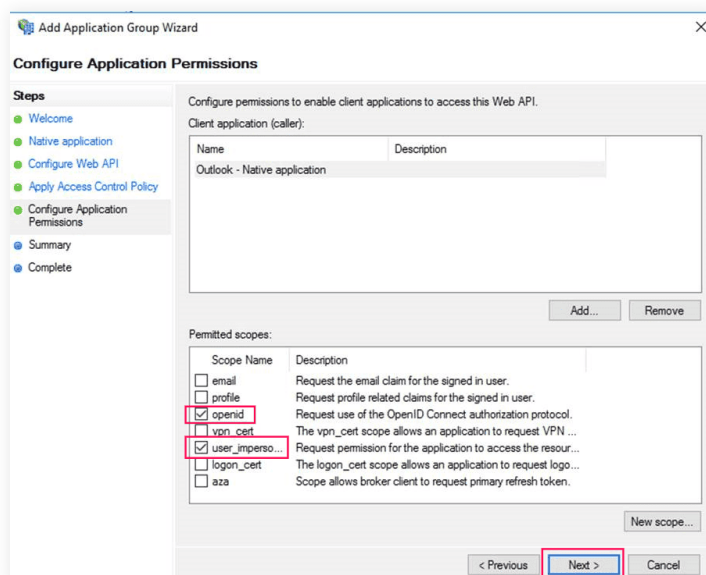 Add Application Group Wizard
Configure Application Permissions
Steps
Welcome
Native application
Configure Web API
Apply Access Control Policy
Configure Application
Permissions
Summary
Complete
Configure permissions to enable client applications to access this Web API.
Client application (caller):
Name Description
Outlook - Native application
Add... Remove
Permitted scopes:
Scope Name Description
email Request the email claim for the signed in user.
profile Request profile related claims for the signed in user.
openid Request use of the OpenID Connect authorization protocol.
vpn_cert The vpn_cert scope allows an application to request VPN ...
user_imperso... Request permission for the application to access the resour...
logon_cert The logon_cert scope allows an application to request logo...
aza Scope allows broker client to request primary refresh token.
New scope...
< Previous Next > Cancel